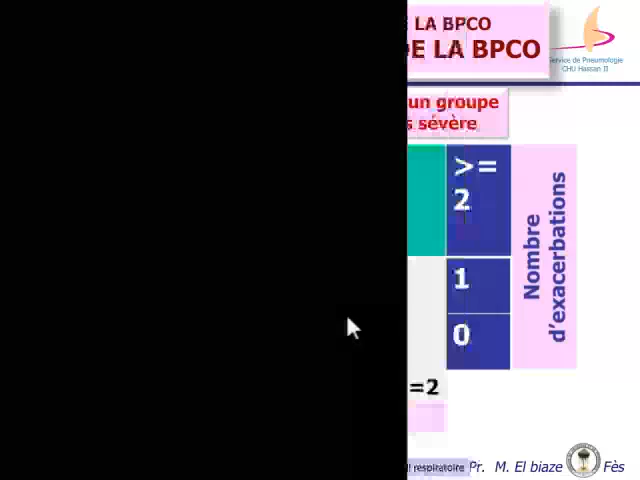 LA BPCO
DE LA BPCO
Service de Pneumologie
CHU Hassan II
un groupe
s sévère
>=
2
1
0
Nombre
d'exacerbations
=2
respiratoire
Pr. M. El biaze
Fès